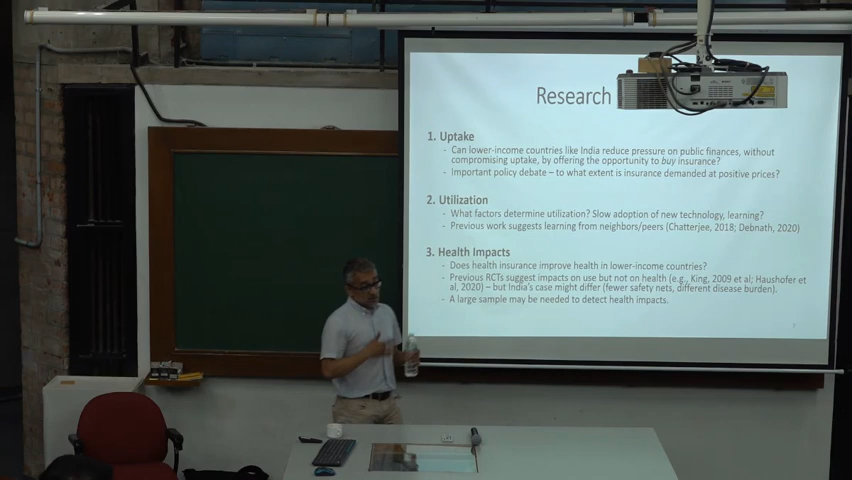 Research
1. Uptake
- Can lower-income countries like India reduce pressure on public finances, without
compromising uptake, by offering the opportunity to buy insurance?
- Important policy debate – to what extent is insurance demanded at positive prices?
2. Utilization
- What factors determine utilization? Slow adoption of new technology, learning?
- Previous work suggests learning from neighbors/peers (Chatterjee, 2018; Debnath, 2020)
3. Health Impacts
- Does health insurance improve health in lower-income countries?
- Previous RCTs suggest impacts on use but not on health (e.g., King, 2009 et al; Haushofer et
al, 2020) – but India's case might differ (fewer safety nets, different disease burden).
- A large sample may be needed to detect health impacts.